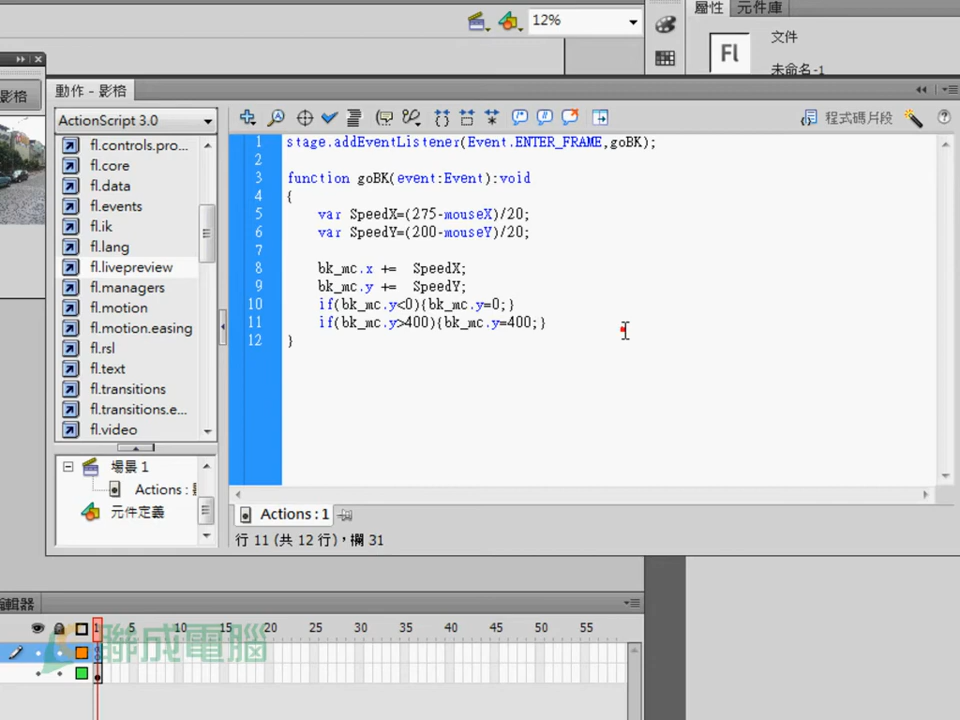 12%
屬性
元件庫
Fl
文件
未命名-1
影格
動作 - 影格
ActionScript 3.0
程式碼片段
fl.controls.pro...
fl.core
fl.data
fl.events
fl.ik
fl.lang
fl.livepreview
fl.managers
fl.motion
fl.motion.easing
fl.rsl
fl.text
fl.transitions
fl.transitions.e...
fl.video
1 stage.addEventListener(Event.ENTER_FRAME,goBK);
2
3 function goBK(event:Event):void
4 {
5 var SpeedX=(275-mouseX)/20;
6 var SpeedY=(200-mouseY)/20;
7
8 bk_mc.x += SpeedX;
9 bk_mc.y += SpeedY;
10 if(bk_mc.y<0){bk_mc.y=0;}
11 if(bk_mc.y>400){bk_mc.y=400;}
12 }
場景 1
Actions :
元件定義
Actions : 1
行 11 (共 12 行)，欄 31
編輯器
1 5 10 15 20 25 30 35 40 45 50 55
聯成電腦